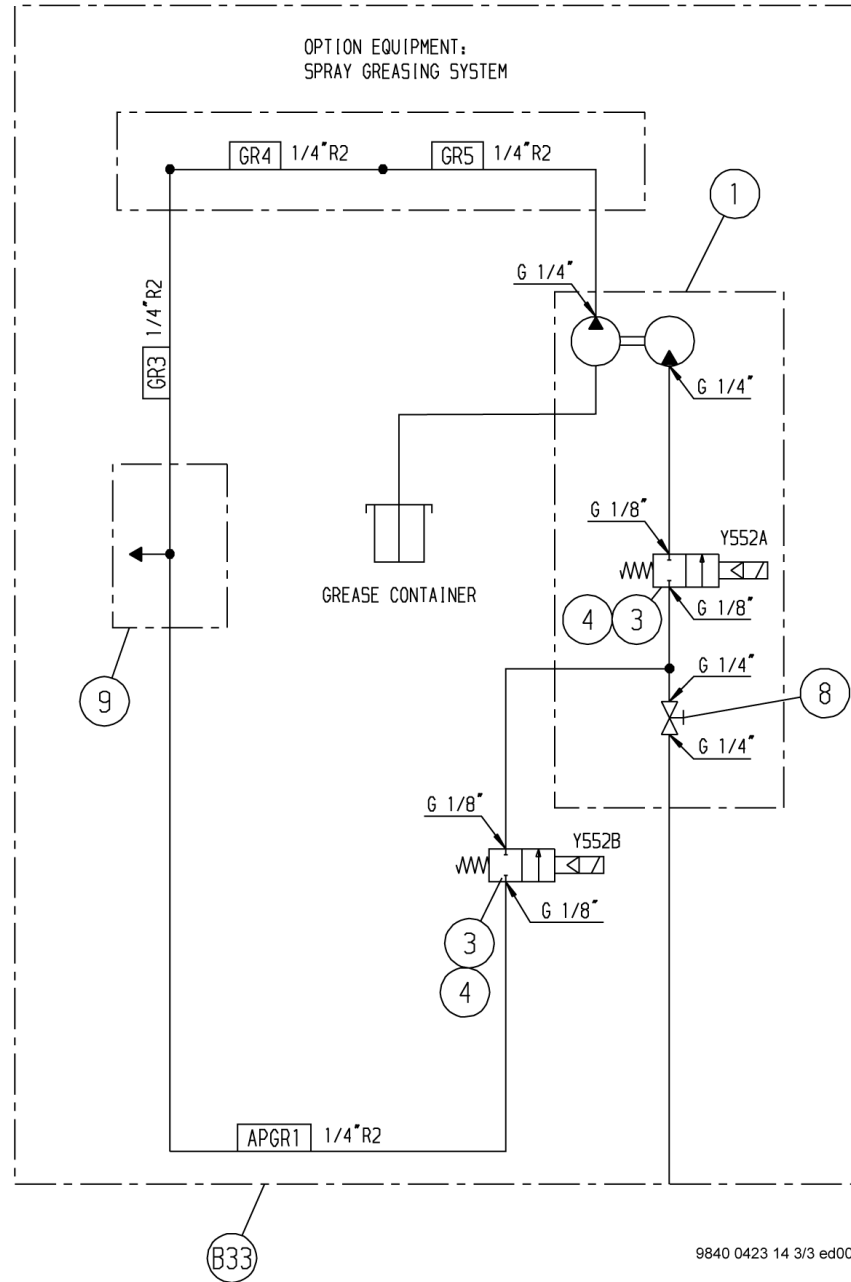 OPTION EQUIPMENT:
SPRAY GREASING SYSTEM
GR4 1/4"R2 GR5 1/4"R2
1
G 1/4"
1/4"R2
GR3
G 1/4"
G 1/8"
Y552A
GREASE CONTAINER
4 3
G 1/8"
G 1/4"
9
8
G 1/4"
G 1/8"
Y552B
G 1/8"
3
4
APGR1 1/4"R2
B33
9840 0423 14 3/3 ed00